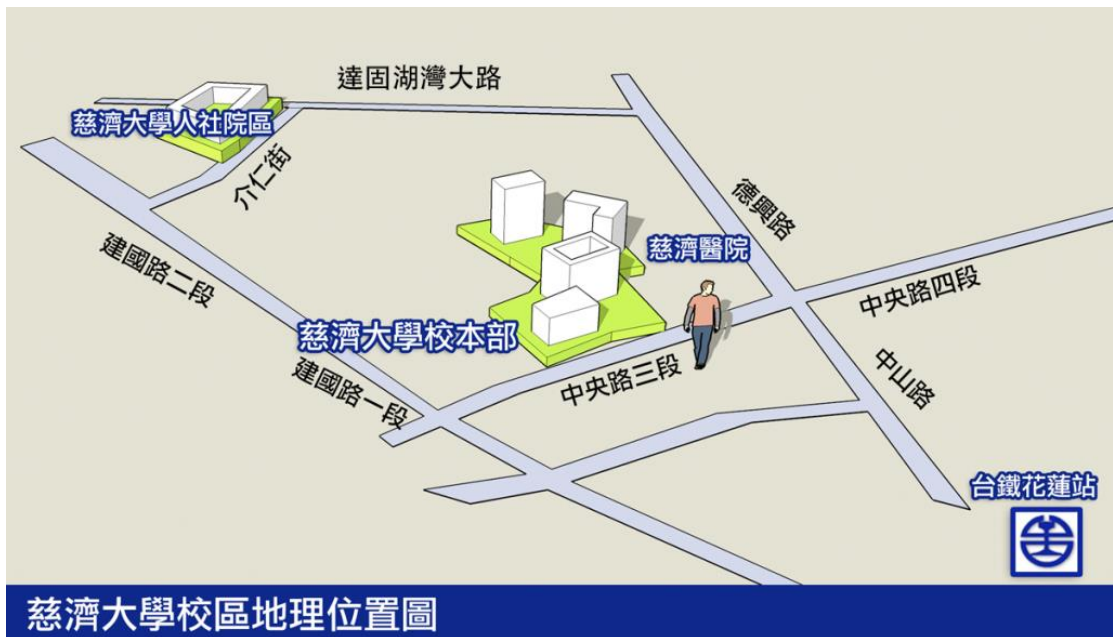 達固湖灣大路
慈濟大學人社院區
介仁街
德興路
建國路二段
慈濟醫院
中央路四段
慈濟大學校本部
建國路一段
中央路三段
中山路
台鐵花蓮站
慈濟大學校區地理位置圖